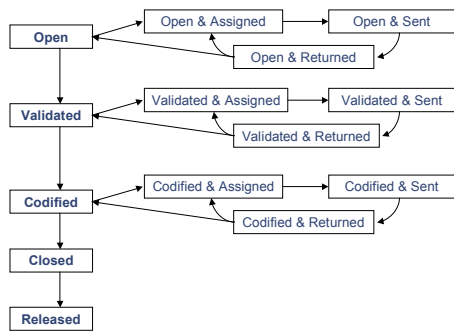 Open
Open & Assigned
Open & Sent
Open & Returned
Validated
Validated & Assigned
Validated & Sent
Validated & Returned
Codified
Codified & Assigned
Codified & Sent
Codified & Returned
Closed
Released